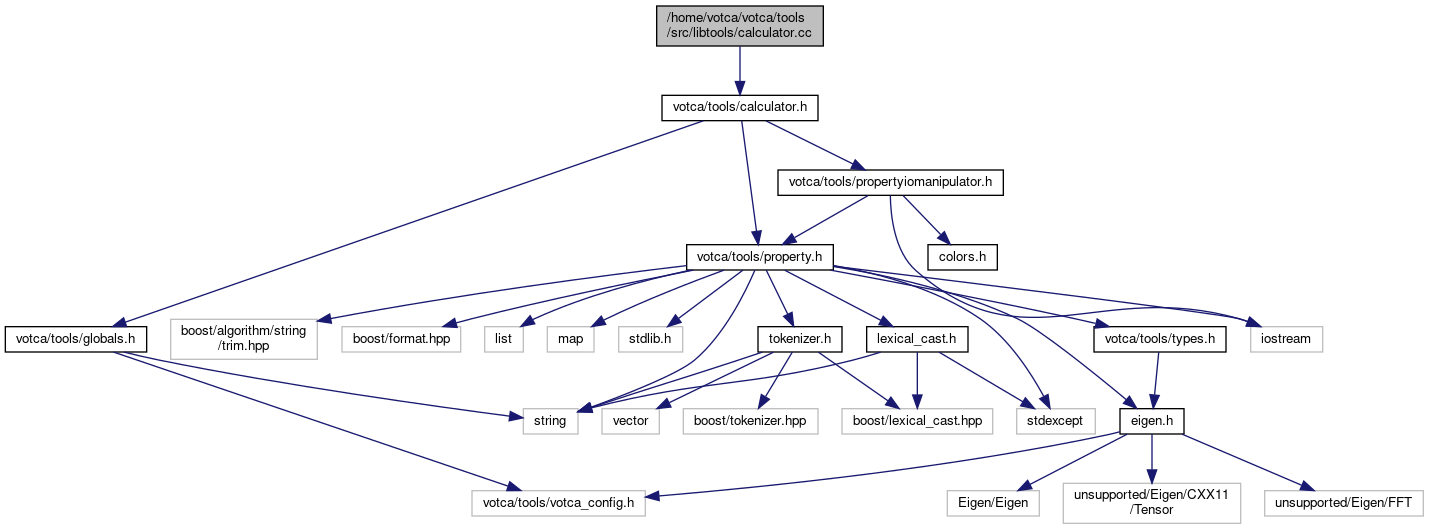 /home/votca/votca/tools
/src/libtools/calculator.cc
votca/tools/calculator.h
votca/tools/propertyiomanipulator.h
votca/tools/property.h
colors.h
votca/tools/globals.h
boost/algorithm/string
/trim.hpp
boost/format.hpp
list
map
stdlib.h
tokenizer.h
lexical_cast.h
votca/tools/types.h
iostream
string
vector
boost/tokenizer.hpp
boost/lexical_cast.hpp
stdexcept
eigen.h
votca/tools/votca_config.h
Eigen/Eigen
unsupported/Eigen/CXX11
/Tensor
unsupported/Eigen/FFT